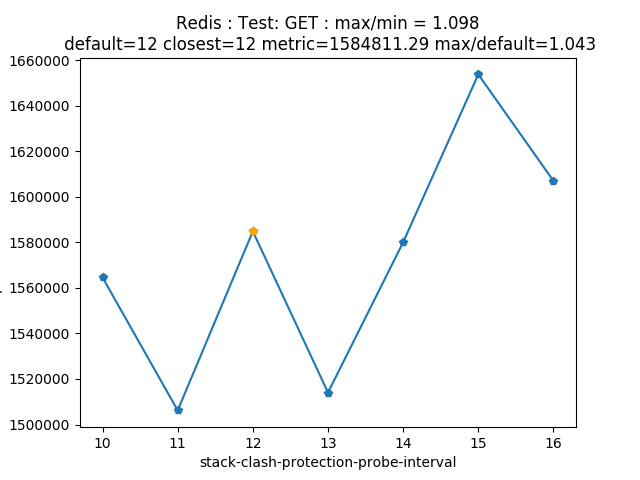 Redis : Test: GET : max/min = 1.098
default=12 closest=12 metric=1584811.29 max/default=1.043
1660000
1640000
1620000
1600000
1580000
1560000
1540000
1520000
1500000
10 11 12 13 14 15 16
stack-clash-protection-probe-interval